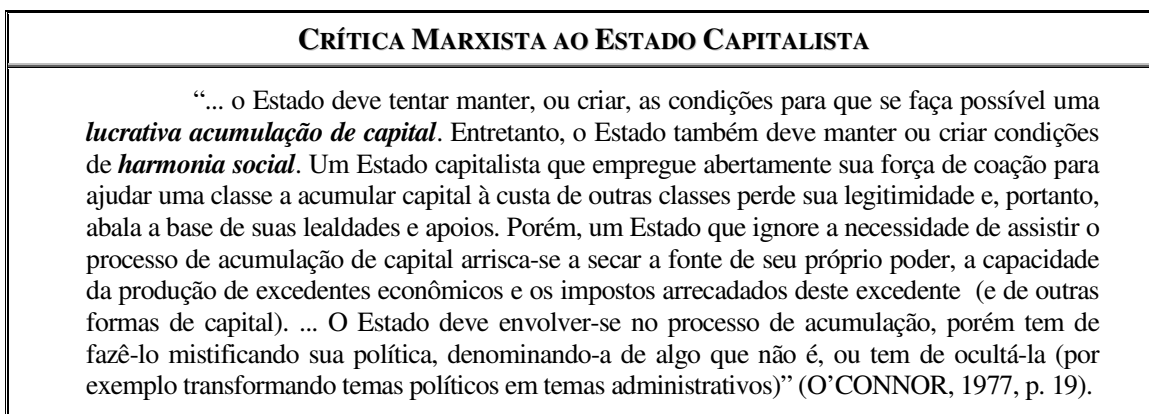 CRÍTICA MARXISTA AO ESTADO CAPITALISTA
“... o Estado deve tentar manter, ou criar, as condições para que se faça possível uma
lucrativa acumulação de capital. Entretanto, o Estado também deve manter ou criar condições
de harmonia social. Um Estado capitalista que empregue abertamente sua força de coação para
ajudar uma classe a acumular capital à custa de outras classes perde sua legitimidade e, portanto,
abala a base de suas lealdades e apoios. Porém, um Estado que ignore a necessidade de assistir o
processo de acumulação de capital arrisca-se a secar a fonte de seu próprio poder, a capacidade
da produção de excedentes econômicos e os impostos arrecadados deste excedente (e de outras
formas de capital). ... O Estado deve envolver-se no processo de acumulação, porém tem de
fazê-lo mistificando sua política, denominando-a de algo que não é, ou tem de ocultá-la (por
exemplo transformando temas políticos em temas administrativos)” (O’CONNOR, 1977, p. 19).